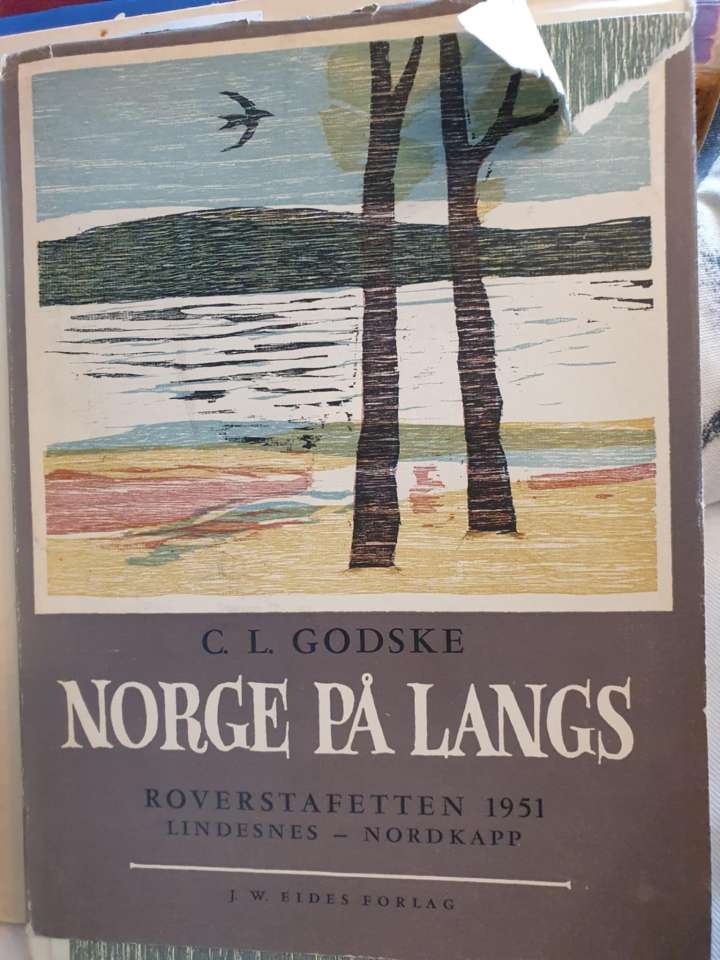 C. L. GODSKE
NORGE PÅ LANGS
ROVERSTAFETTEN 1951
LINDESNES – NORDKAPP
J. W. EIDES FORLAG